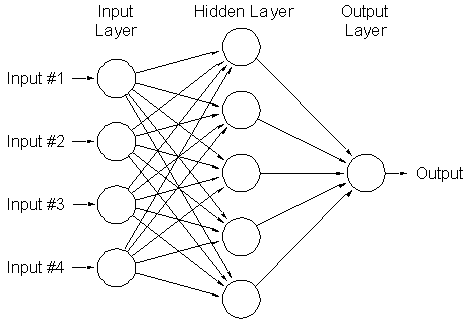 Input
Layer
Hidden Layer
Output
Layer
Input #1
Input #2
Input #3
Input #4
Output